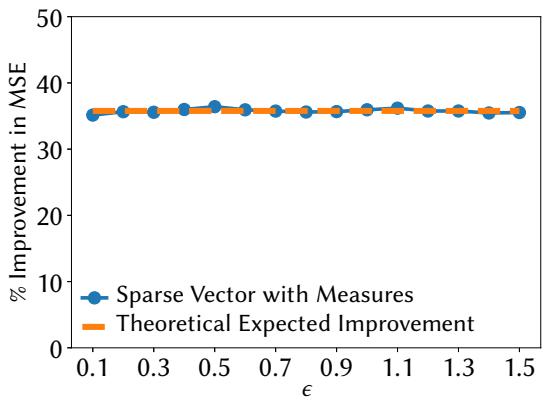 % Improvement in MSE
50
40
30
20
10
0
Sparse Vector with Measures
Theoretical Expected Improvement
0.1 0.3 0.5 0.7 0.9 1.1 1.3 1.5
ϵ